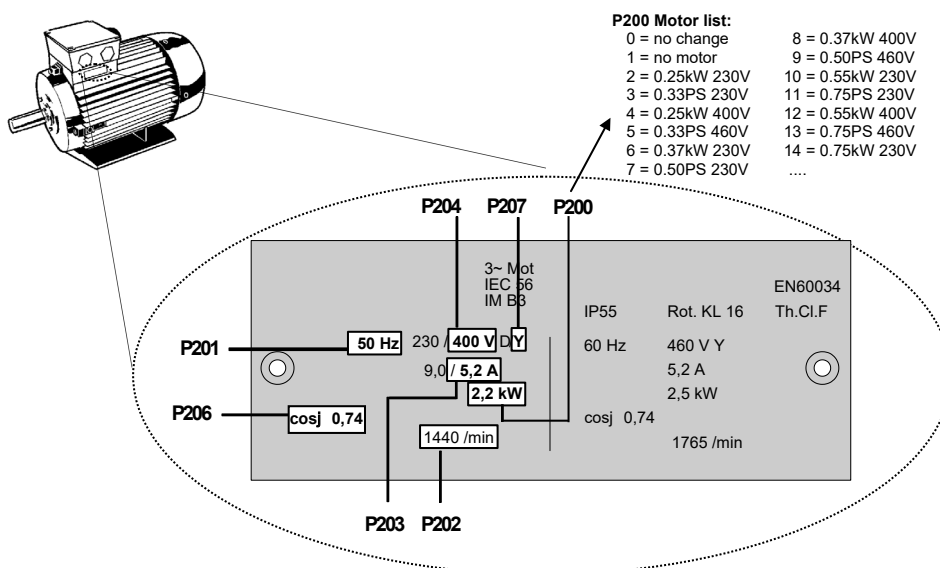 P200 Motor list:
0 = no change
1 = no motor
2 = 0.25kW 230V
3 = 0.33PS 230V
4 = 0.25kW 400V
5 = 0.33PS 460V
6 = 0.37kW 230V
7 = 0.50PS 230V
8 = 0.37kW 400V
9 = 0.50PS 460V
10 = 0.55kW 230V
11 = 0.75PS 230V
12 = 0.55kW 400V
13 = 0.75PS 460V
14 = 0.75kW 230V
....
P204 P207 P200
3~ Mot
IEC 56
IM B3
EN60034
IP55 Rot. KL 16 Th.Cl.F
P201
50 Hz 230 / 400 V D Y
60 Hz 460 V Y
9,0 / 5,2 A
5,2 A
2,2 kW
2,5 kW
P206
cosj 0,74
cosj 0,74
1440 /min
1765 /min
P203 P202